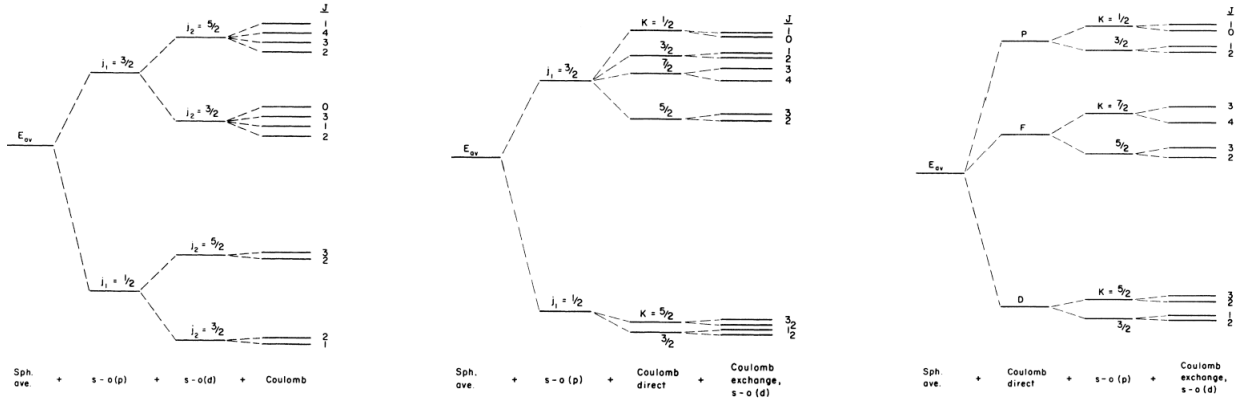 J
j₁ = 3/2
j₂ = 5/2
1
4
3
2
j₂ = 3/2
0
3
1
2
E_av
j₂ = 5/2
3
2
j₁ = 1/2
j₂ = 3/2
2
1
Sph. ave. + s-o(p) + s-o(d) + Coulomb
J
K = 1/2
1
0
3/2
1
2
j₁ = 3/2
7/2
3
4
5/2
3
2
E_av
j₁ = 1/2
K = 5/2
3
2
3/2
1
2
Sph. ave. + s-o(p) + Coulomb direct + Coulomb exchange, s-o(d)
J
K = 1/2
1
0
P
3/2
1
2
K = 7/2
3
4
F
5/2
3
2
E_av
D
K = 5/2
3
2
3/2
1
2
Sph. ave. + Coulomb direct + s-o(p) + Coulomb exchange, s-o(d)